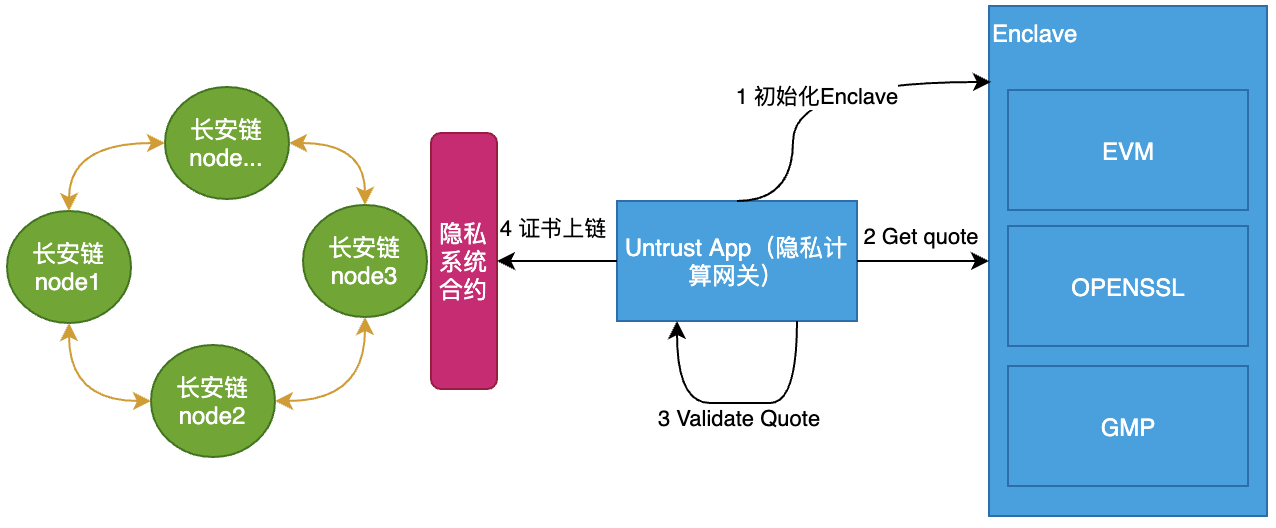 长安链
node...
长安链
node1
长安链
node3
长安链
node2
隐私
系统
合约
4 证书上链
Untrust App（隐私计
算网关）
1 初始化Enclave
2 Get quote
3 Validate Quote
Enclave
EVM
OPENSSL
GMP